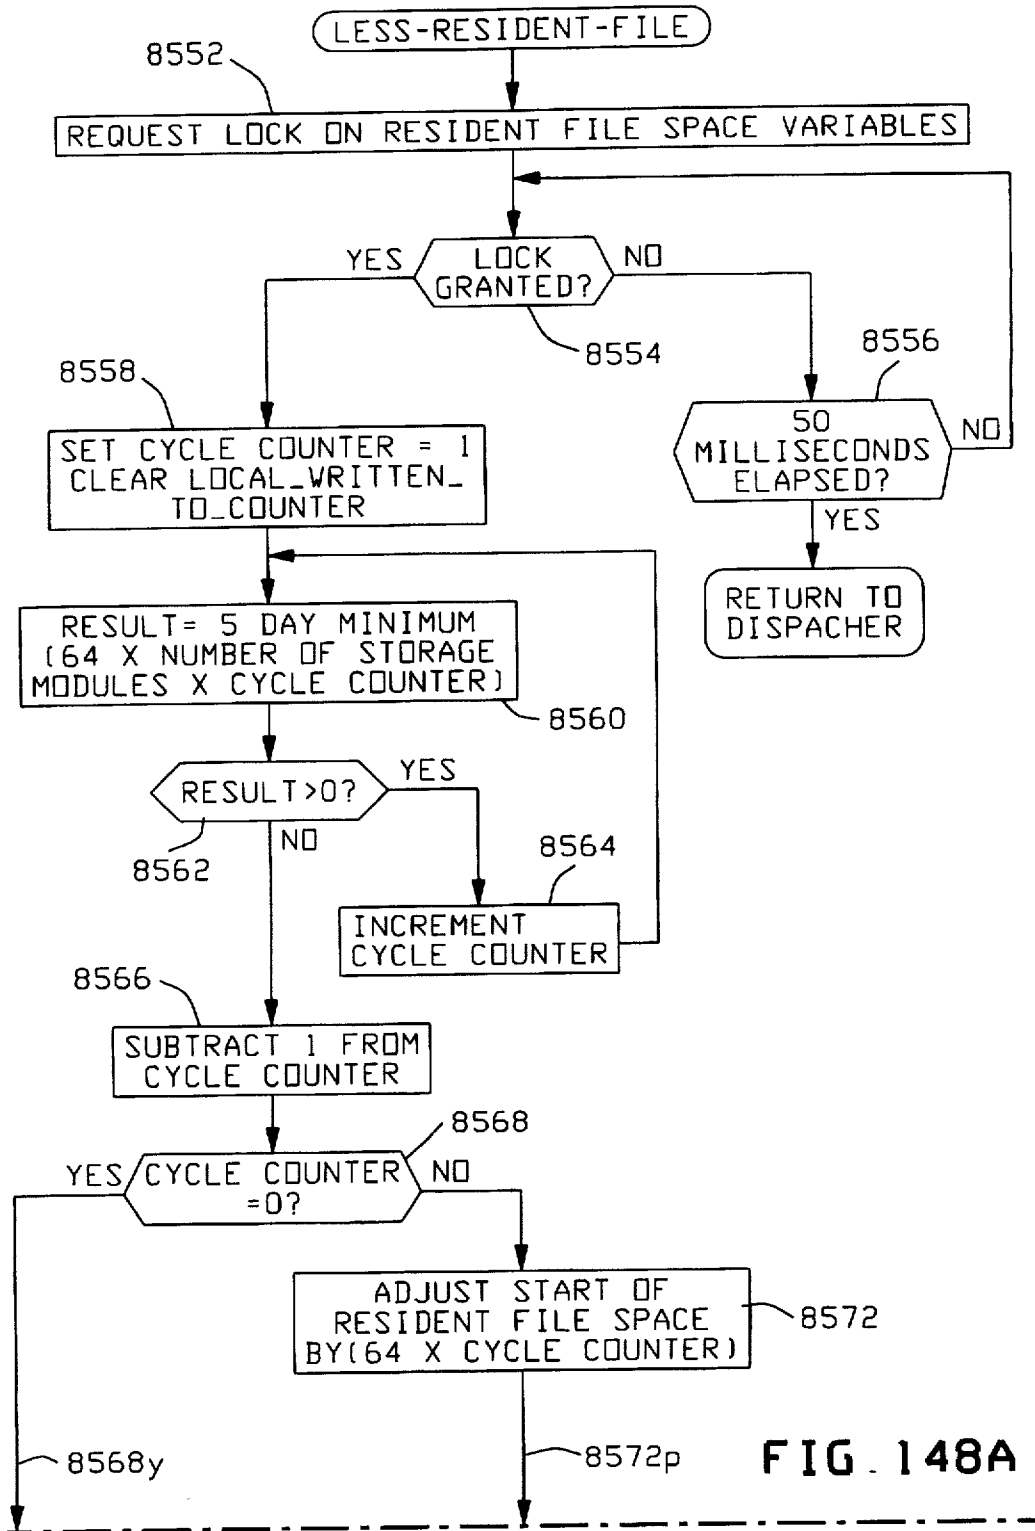 LESS-RESIDENT-FILE
8552
REQUEST LOCK ON RESIDENT FILE SPACE VARIABLES
YES
LOCK
GRANTED?
NO
8554
8556
8558
50
MILLISECONDS
ELAPSED?
NO
SET CYCLE COUNTER = 1
CLEAR LOCAL_WRITTEN_
TO_COUNTER
YES
RETURN TO
DISPACHER
RESULT= 5 DAY MINIMUM
(64 X NUMBER OF STORAGE
MODULES X CYCLE COUNTER)
8560
RESULT>0?
YES
NO
8562
8564
INCREMENT
CYCLE COUNTER
8566
SUBTRACT 1 FROM
CYCLE COUNTER
8568
YES
CYCLE COUNTER
=0?
NO
ADJUST START OF
RESIDENT FILE SPACE
BY(64 X CYCLE COUNTER)
8572
8568y
8572p
FIG. 148A